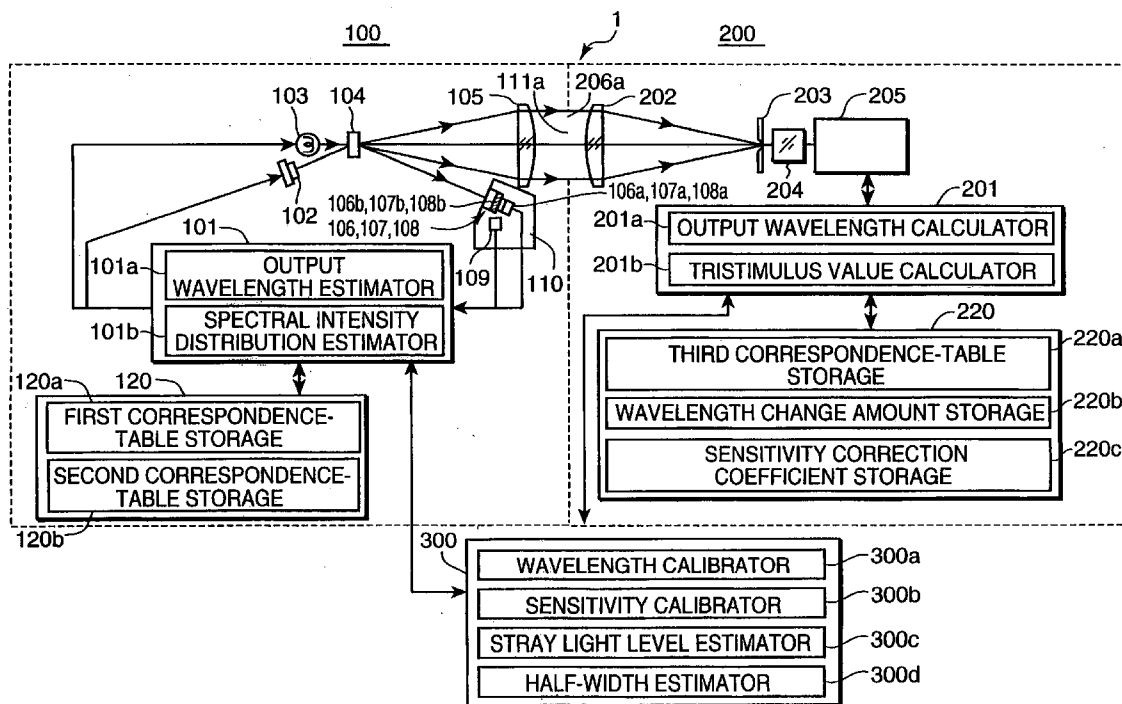 100
1
200
103
104
105
111a
206a
202
203
205
102
106b, 107b, 108b
106, 107, 108
106a, 107a, 108a
204
109
110
101
101a
OUTPUT
WAVELENGTH ESTIMATOR
101b
SPECTRAL INTENSITY
DISTRIBUTION ESTIMATOR
201
201a
OUTPUT WAVELENGTH CALCULATOR
201b
TRISTIMULUS VALUE CALCULATOR
120a
120
FIRST CORRESPONDENCE-
TABLE STORAGE
SECOND CORRESPONDENCE-
TABLE STORAGE
120b
220
220a
THIRD CORRESPONDENCE-TABLE
STORAGE
WAVELENGTH CHANGE AMOUNT STORAGE
220b
SENSITIVITY CORRECTION
COEFFICIENT STORAGE
220c
300
WAVELENGTH CALIBRATOR
300a
SENSITIVITY CALIBRATOR
300b
STRAY LIGHT LEVEL ESTIMATOR
300c
HALF-WIDTH ESTIMATOR
300d